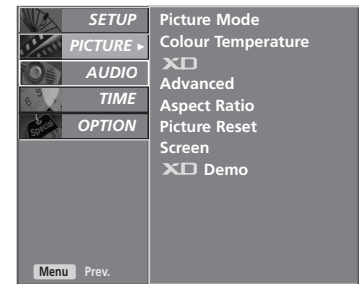 SETUP
PICTURE ►
AUDIO
TIME
OPTION
Special
Picture Mode
Colour Temperature
XD
Advanced
Aspect Ratio
Picture Reset
Screen
XD Demo
Menu Prev.